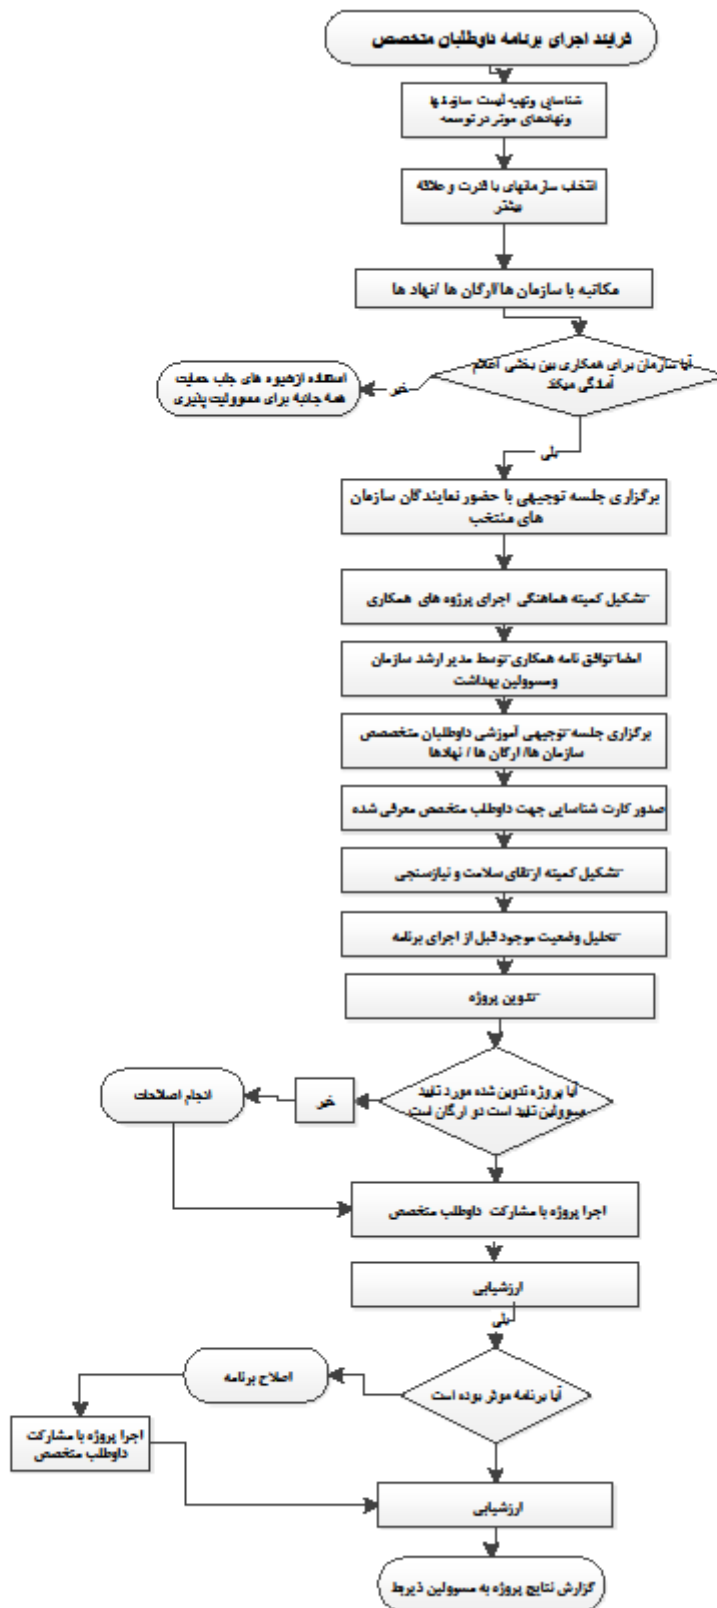 فرایند اجرای برنامه داوطلبان متخصص
شناسایی وتهیه لیست سازمانها
ونهادهای موثر در توسعه
انتخاب سازمانهای با قدرت و علاقه
بیشتر
مکاتبه با سازمان ها/ارگان ها /نهاد ها
آیا سازمان برای همکاری بین بخشی اعلام
آمادگی میکند
خیر
استفاده ازشیوه های جلب حمایت
همه جانبه برای مسوولیت پذیری
بلی
برگزاری جلسه توجیهی با حضور نمایندگان سازمان
های منتخب
تشکیل کمیته هماهنگی اجرای پرژوه های همکاری
امضا توافق نامه همکاری توسط مدیر ارشد سازمان
ومسوولین بهداشت
برگزاری جلسه توجیهی آموزشی داوطلبان متخصصص
سازمان ها/ ارگان ها / نهادها
صدور کارت شناسایی جهت داوطلب متخصص معرفی شده
تشکیل کمیته ارتقای سلامت و نیازسنجی
تحلیل وضعیت موجود قبل از اجرای برنامه
تدوین پروژه
آیا پروژه تدوین شده مورد تایید
مسوولین تایید است دو ارگان است
خیر
انجام اصلاحات
اجرا پروژه با مشارکت داوطلب متخصص
ارزشیابی
بلی
آیا برنامه موثر بوده است
اصلاح برنامه
اجرا پروژه با مشارکت
داوطلب متخصص
ارزشیابی
گزارش نتایج پروژه به مسوولین ذیربط